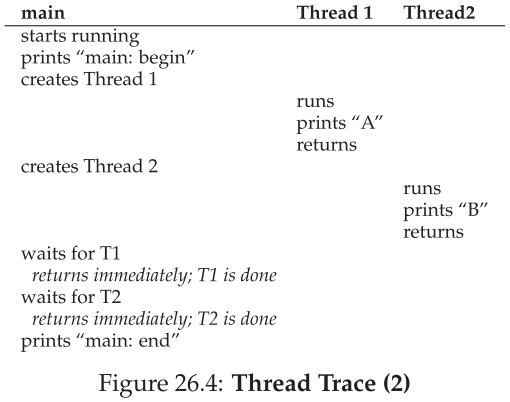 main Thread 1 Thread2
starts running
prints “main: begin”
creates Thread 1
runs
prints “A”
returns
creates Thread 2
runs
prints “B”
returns
waits for T1
returns immediately; T1 is done
waits for T2
returns immediately; T2 is done
prints “main: end”
Figure 26.4: Thread Trace (2)